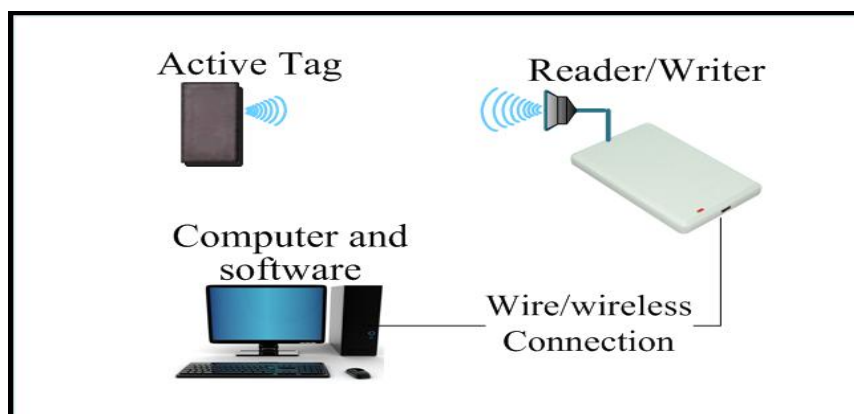 Active Tag
Reader/Writer
Computer and
software
Wire/wireless
Connection